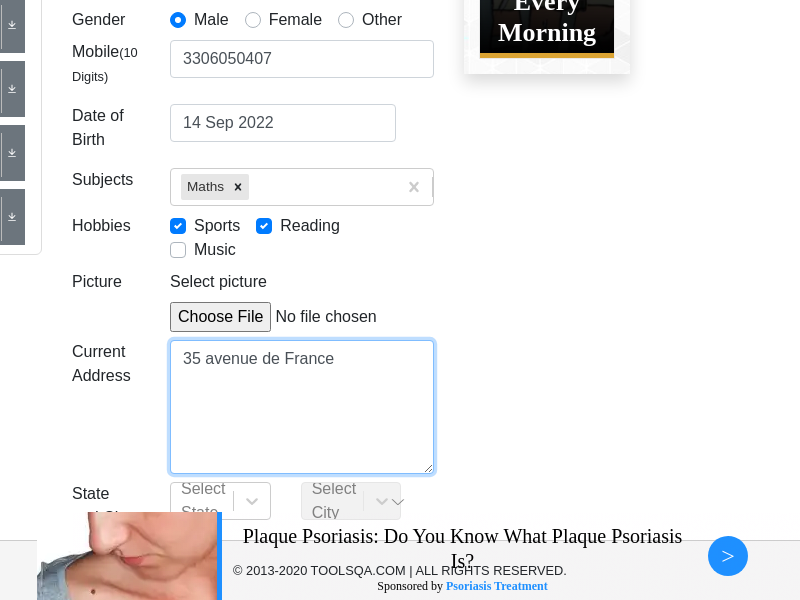 Gender
Male
Female
Other
Every
Morning
Mobile(10
Digits)
3306050407
Date of
Birth
14 Sep 2022
Subjects
Maths
Hobbies
Sports
Reading
Music
Picture
Select picture
Choose File No file chosen
Current
Address
35 avenue de France
State
Select
State
Select
City
Plaque Psoriasis: Do You Know What Plaque Psoriasis
Is?
© 2013-2020 TOOLSQA.COM | ALL RIGHTS RESERVED.
Sponsored by Psoriasis Treatment
>